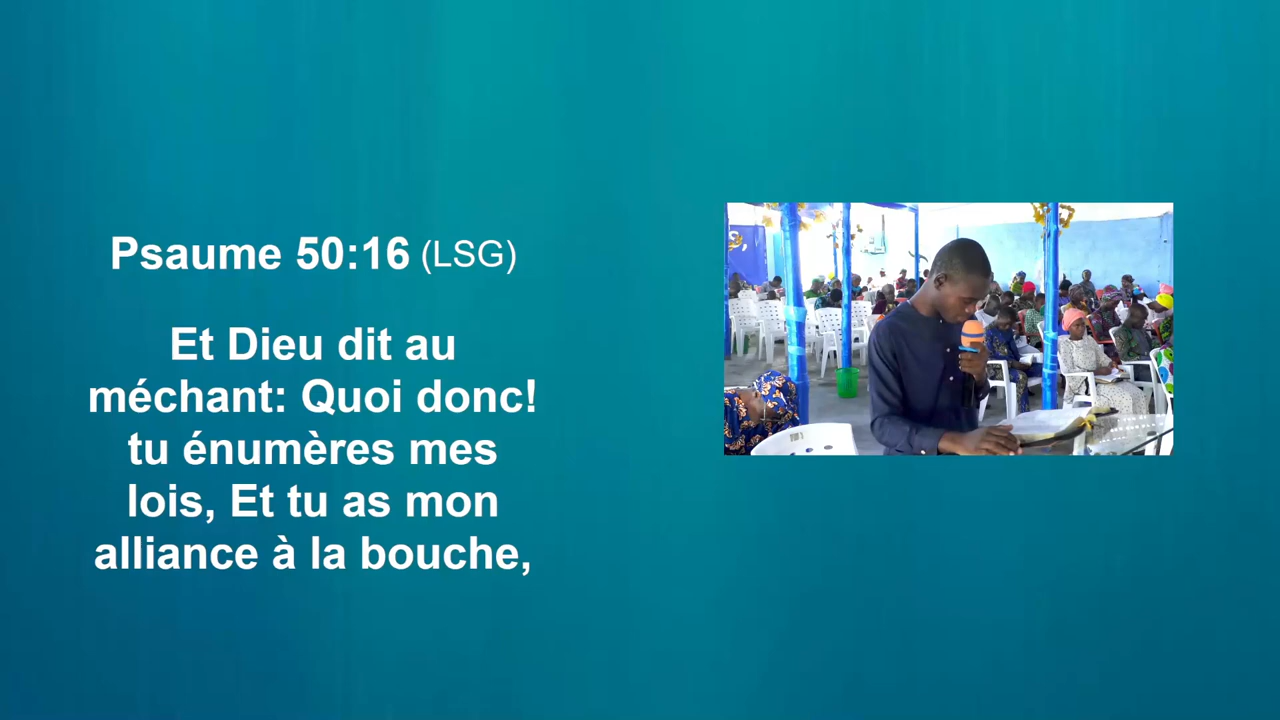 Psaume 50:16 (LSG)
Et Dieu dit au
méchant: Quoi donc!
tu énumères mes
lois, Et tu as mon
alliance à la bouche,